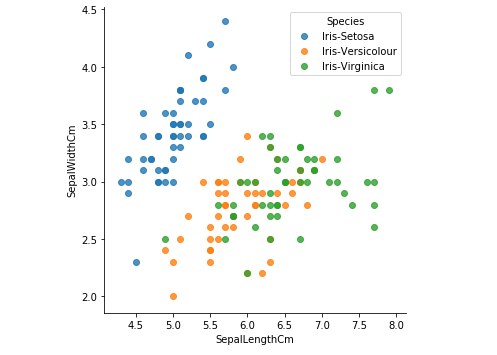 Species
Iris-Setosa
Iris-Versicolour
Iris-Virginica
4.5
4.0
3.5
3.0
2.5
2.0
SepalWidthCm
4.5 5.0 5.5 6.0 6.5 7.0 7.5 8.0
SepalLengthCm